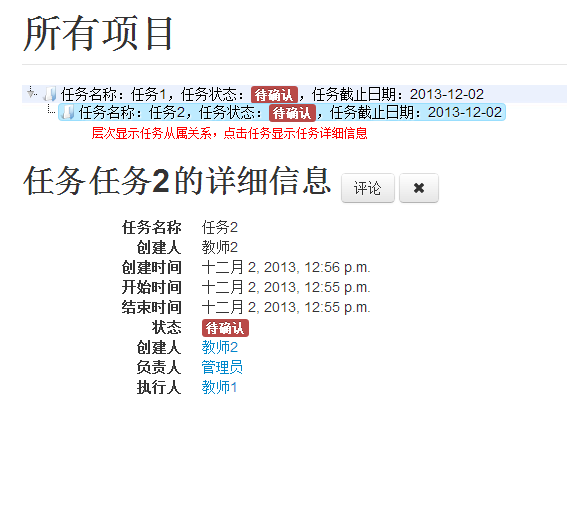 所有项目
任务名称：任务1，任务状态：待确认，任务截止日期：2013-12-02
任务名称：任务2，任务状态：待确认，任务截止日期：2013-12-02
层次显示任务从属关系，点击任务显示任务详细信息
任务任务2的详细信息 评论 ✖
任务名称 任务2
创建人 教师2
创建时间 十二月 2, 2013, 12:56 p.m.
开始时间 十二月 2, 2013, 12:55 p.m.
结束时间 十二月 2, 2013, 12:55 p.m.
状态 待确认
创建人 教师2
负责人 管理员
执行人 教师1